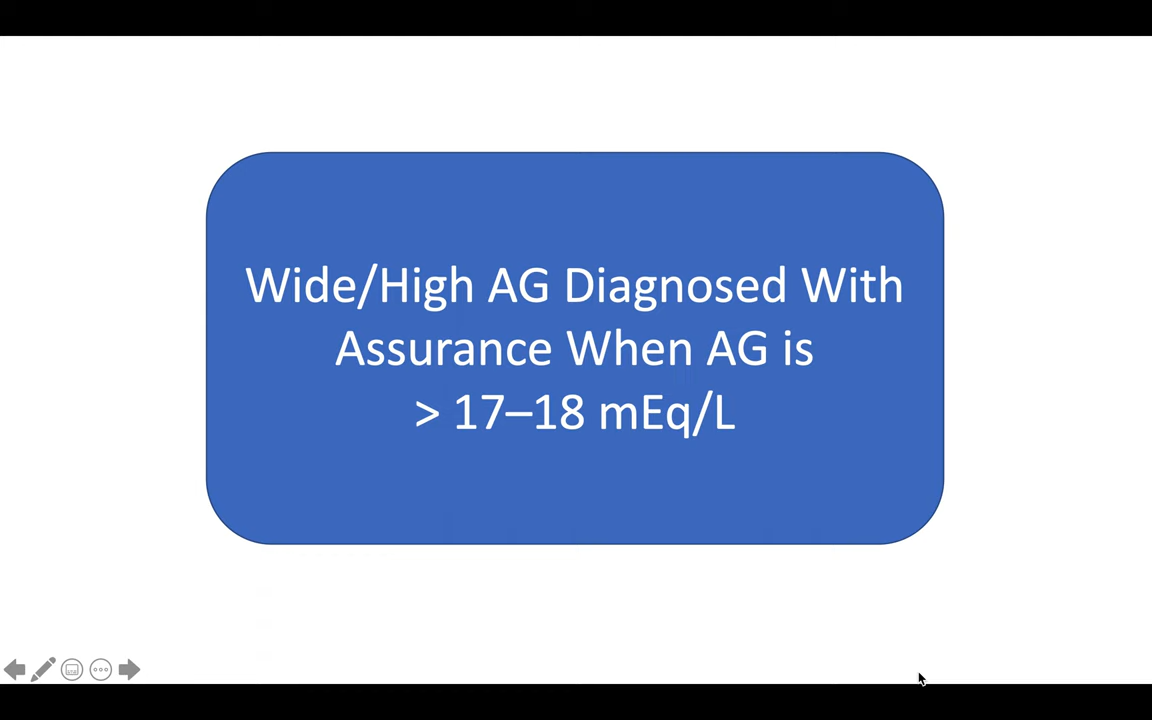 Wide/High AG Diagnosed With
Assurance When AG is
> 17–18 mEq/L